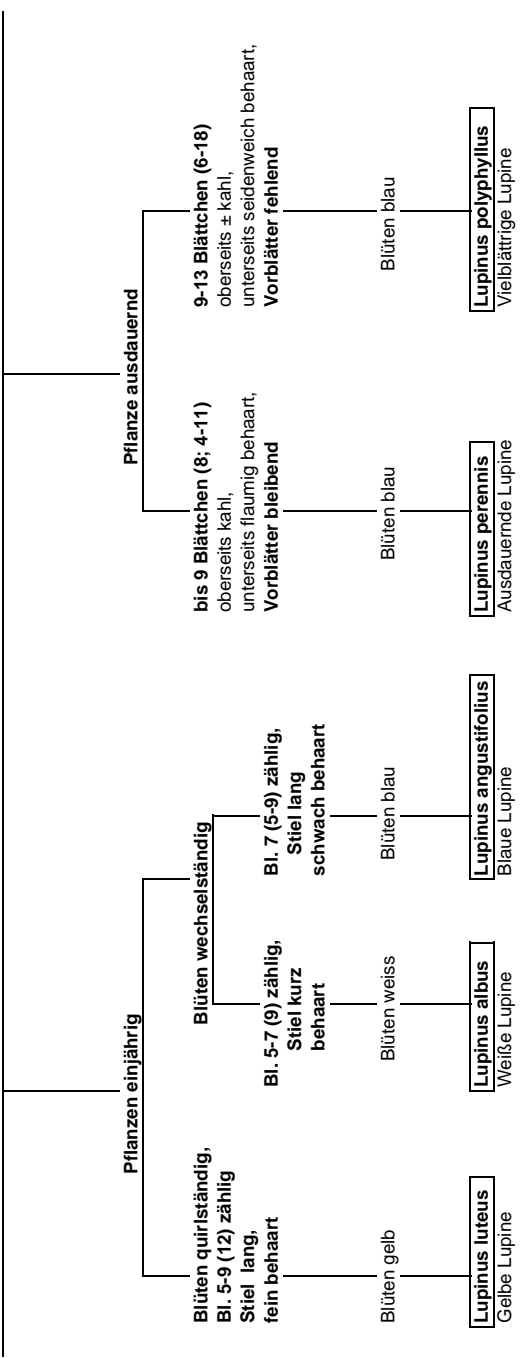 Pflanzen einjährig
Blüten quirlständig,
Bl. 5-9 (12) zählig
Stiel lang,
fein behaart
Blüten gelb
Lupinus luteus
Gelbe Lupine
Blüten wechselständig
Bl. 5-7 (9) zählig,
Stiel kurz
behaart
Blüten weiss
Lupinus albus
Weiße Lupine
Bl. 7 (5-9) zählig,
Stiel lang
schwach behaart
Blüten blau
Lupinus angustifolius
Blaue Lupine
Pflanze ausdauernd
bis 9 Blättchen (8; 4-11)
oberseits kahl,
unterseits flaumig behaart,
Vorblätter bleibend
Blüten blau
Lupinus perennis
Ausdauernde Lupine
9-13 Blättchen (6-18)
oberseits ± kahl,
unterseits seidenweich behaart,
Vorblätter fehlend
Blüten blau
Lupinus polyphyllus
Vielblättrige Lupine